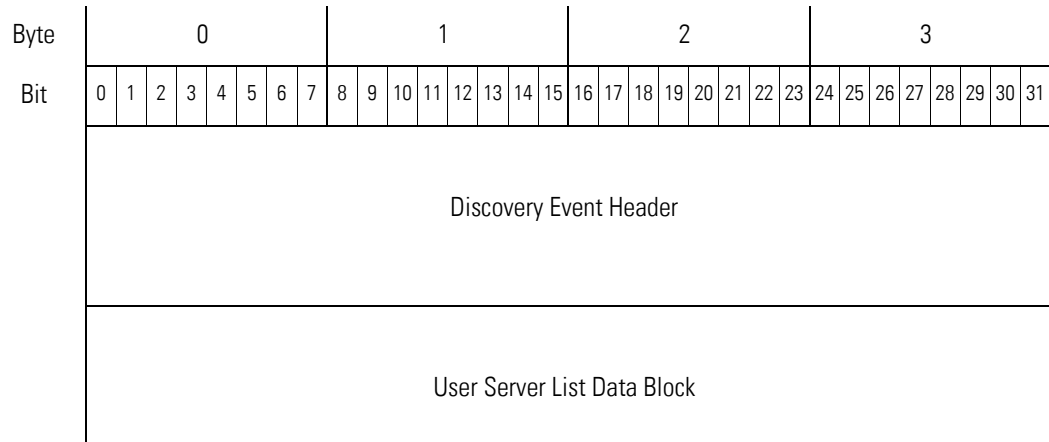 Byte 0 1 2 3
Bit 0 1 2 3 4 5 6 7 8 9 10 11 12 13 14 15 16 17 18 19 20 21 22 23 24 25 26 27 28 29 30 31
Discovery Event Header
User Server List Data Block